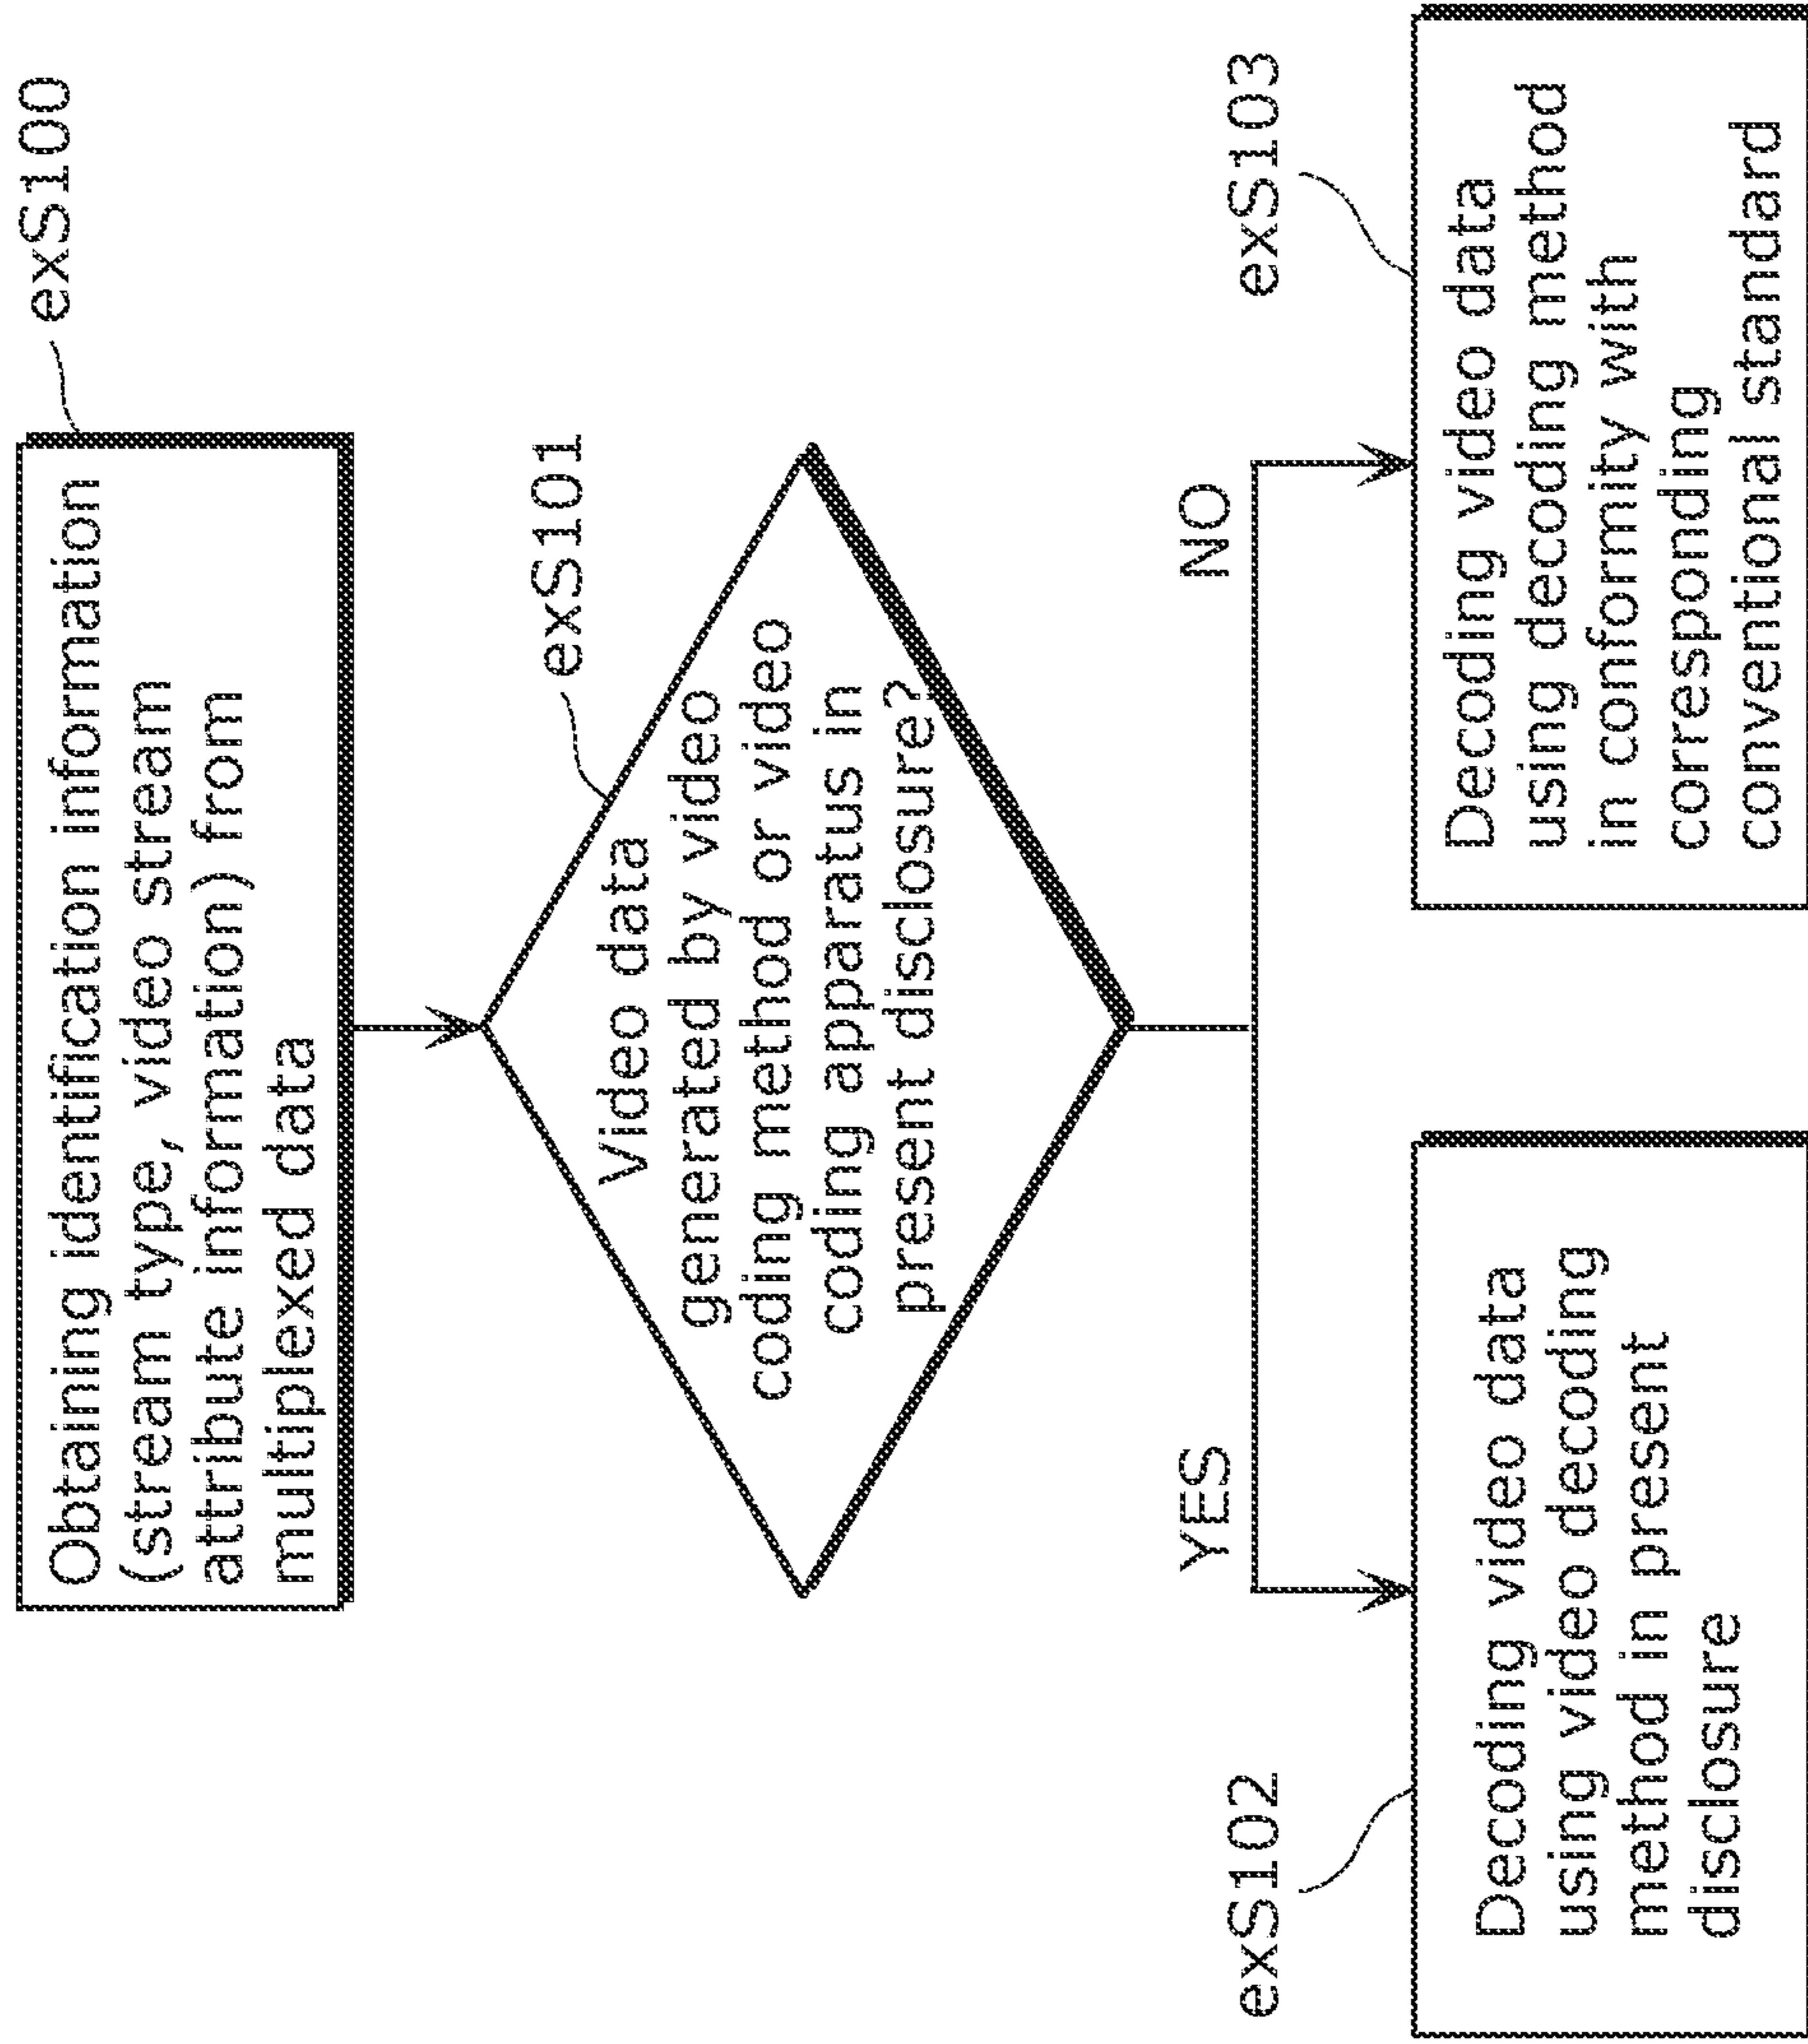 exS100
Obtaining identification information
(stream type, video stream
attribute information) from
multiplexed data
exS101
Video data
generated by video
coding method or video
coding apparatus in
present disclosure?
YES
NO
exS102
Decoding video data
using video decoding
method in present
disclosure
exS103
Decoding video data
using decoding method
in conformity with
corresponding
conventional standard